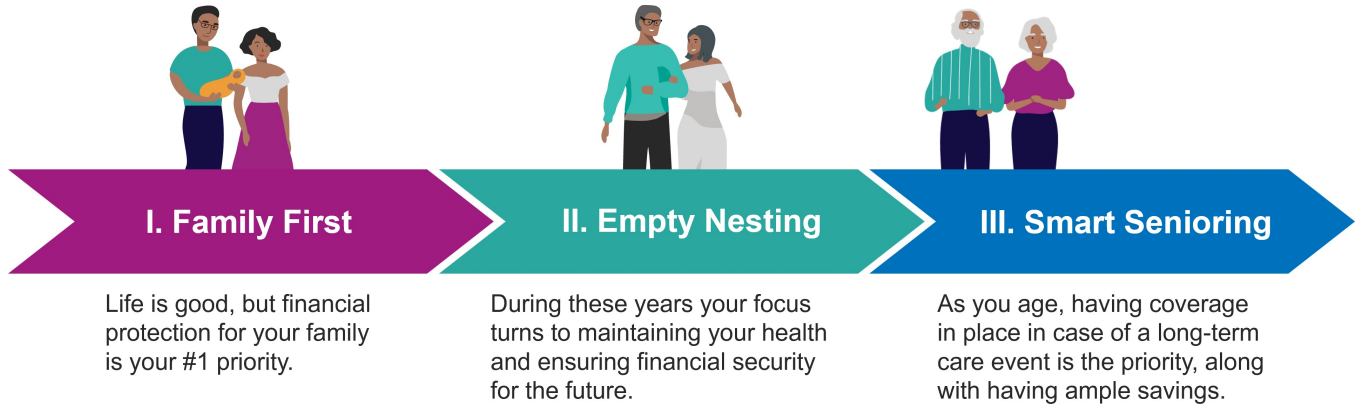 I. Family First
II. Empty Nesting
III. Smart Senioring
Life is good, but financial
protection for your family
is your #1 priority.
During these years your focus
turns to maintaining your health
and ensuring financial security
for the future.
As you age, having coverage
in place in case of a long-term
care event is the priority, along
with having ample savings.